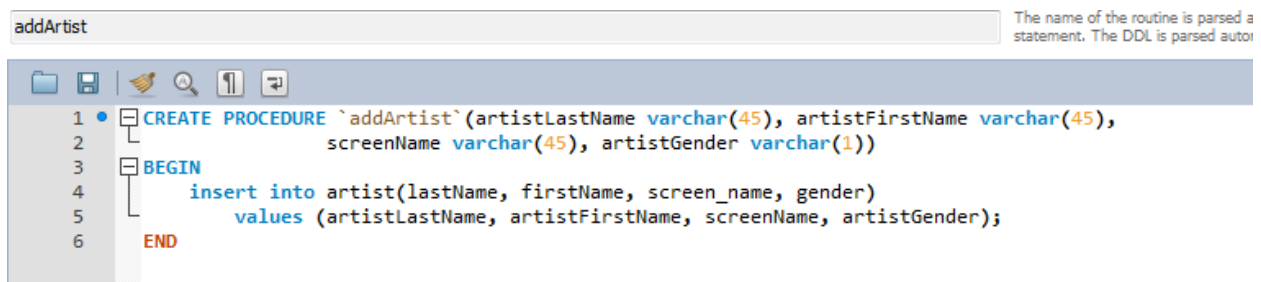 addArtist
The name of the routine is parsed a
statement. The DDL is parsed autor
1 CREATE PROCEDURE `addArtist`(artistLastName varchar(45), artistFirstName varchar(45),
2 screenName varchar(45), artistGender varchar(1))
3 BEGIN
4 insert into artist(lastName, firstName, screen_name, gender)
5 values (artistLastName, artistFirstName, screenName, artistGender);
6 END